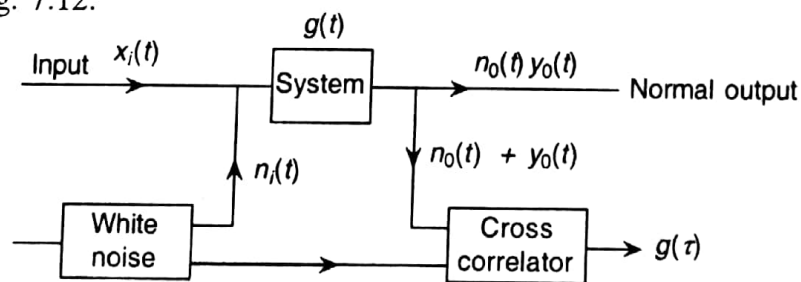 g. 7.12.
g(t)
Input xᵢ(t)
System
n₀(t) y₀(t)
Normal output
nᵢ(t)
n₀(t) + y₀(t)
White
noise
Cross
correlator
g(τ)